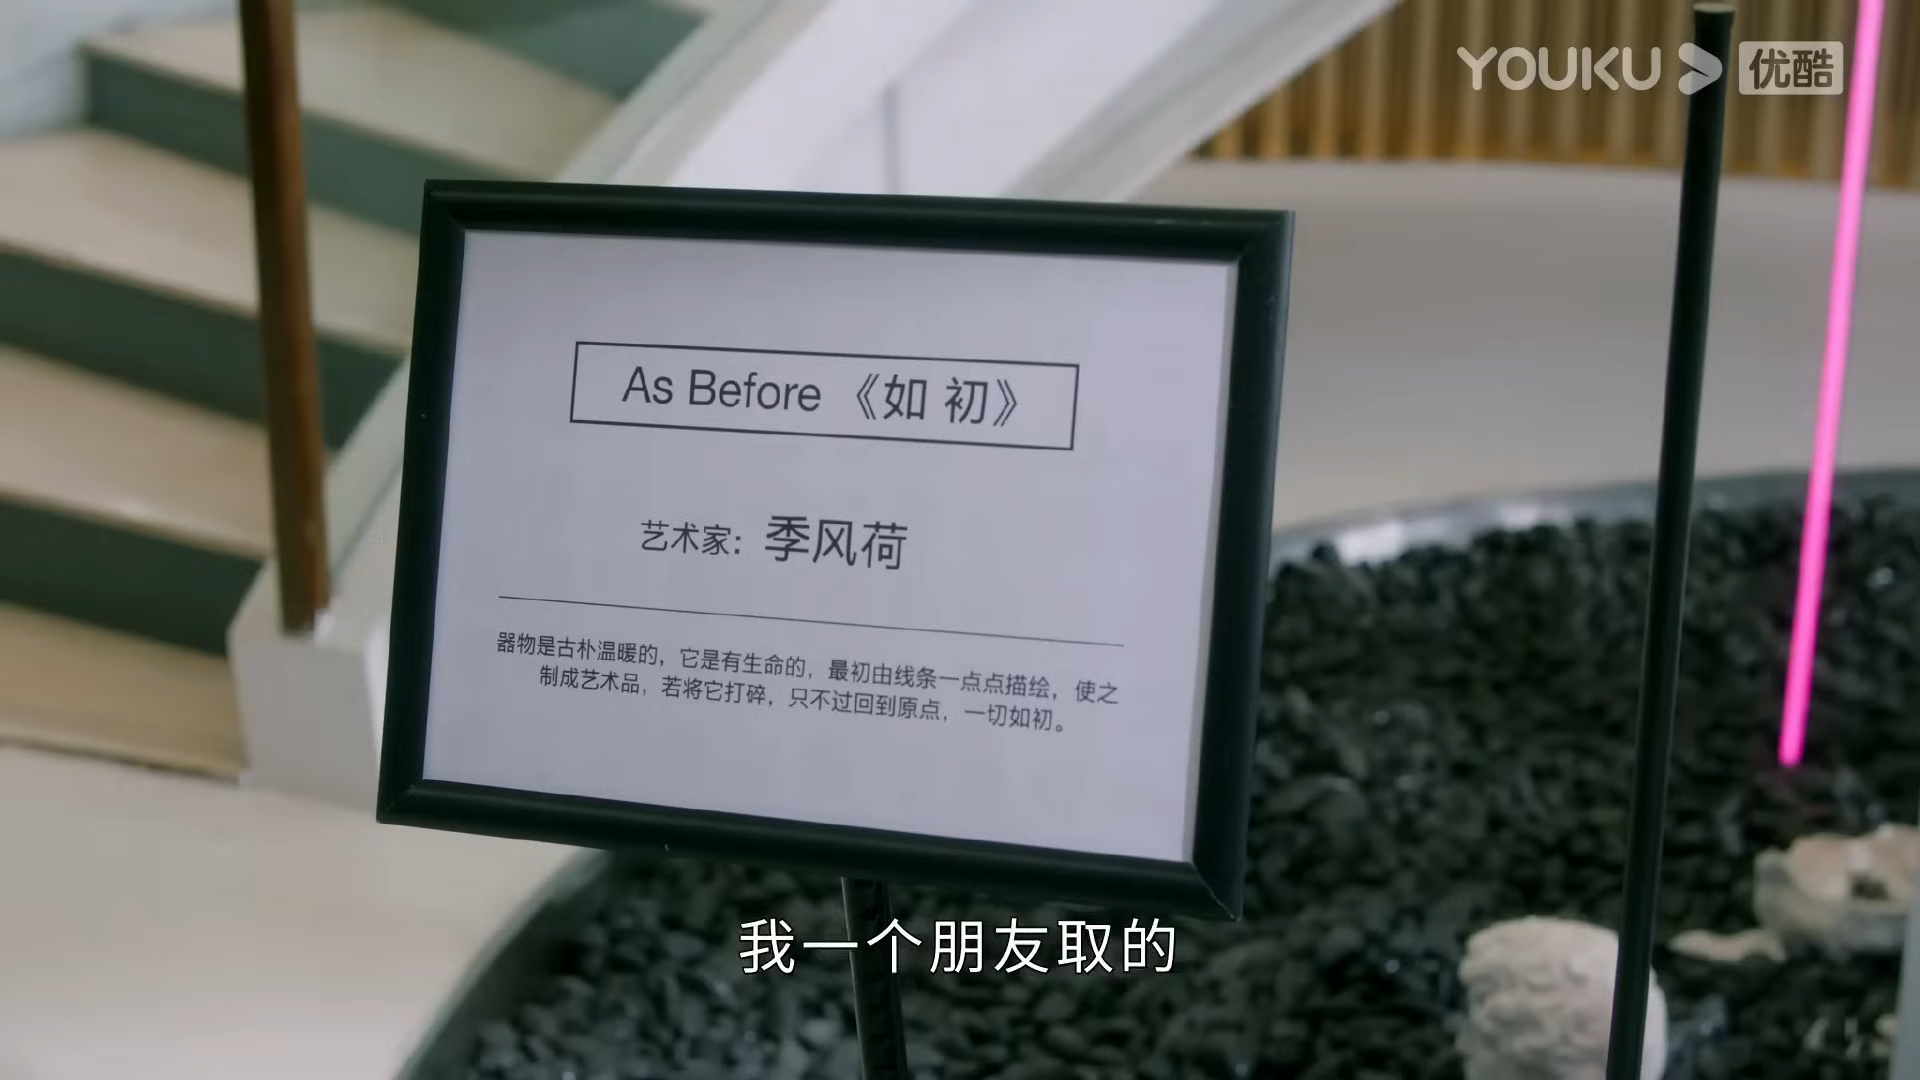 YOUKU 优酷
As Before 《如 初》
艺术家: 季风荷
器物是古朴温暖的，它是有生命的，最初由线条一点点描绘，使之
制成艺术品，若将它打碎，只不过回到原点，一切如初。
我一个朋友取的